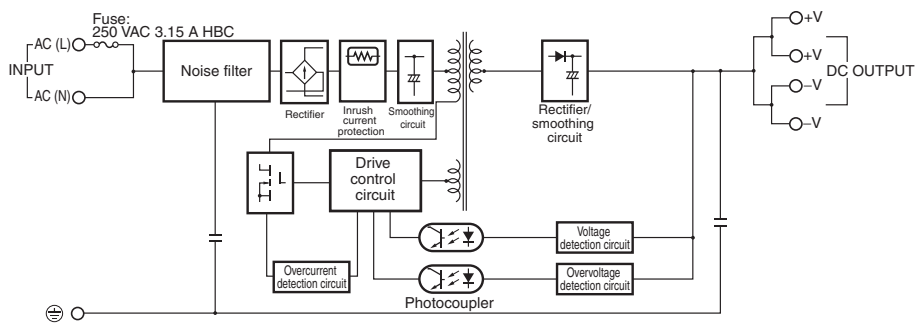 Fuse:
250 VAC 3.15 A HBC
AC (L)
INPUT
AC (N)
Noise filter
Rectifier
Inrush
current
protection
Smoothing
circuit
Rectifier/
smoothing
circuit
+V
+V
DC OUTPUT
−V
−V
Drive
control
circuit
Voltage
detection circuit
Overcurrent
detection circuit
Overvoltage
detection circuit
Photocoupler